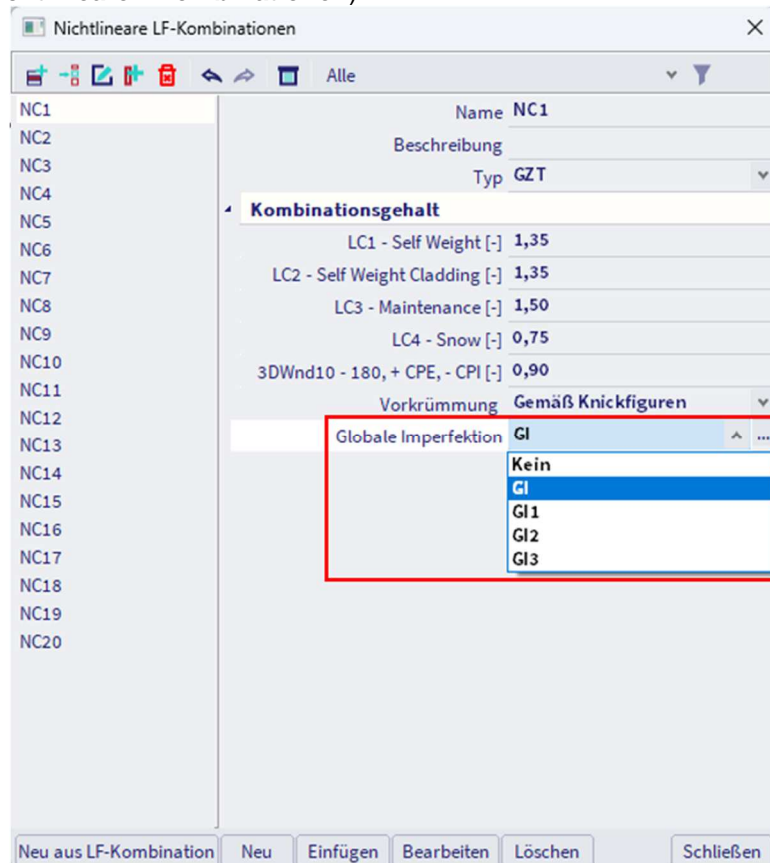 Nichtlineare LF-Kombinationen
Alle
NC1
NC2
NC3
NC4
NC5
NC6
NC7
NC8
NC9
NC10
NC11
NC12
NC13
NC14
NC15
NC16
NC17
NC18
NC19
NC20
Name NC1
Beschreibung
Typ GZT
Kombinationsgehalt
LC1 - Self Weight [-] 1,35
LC2 - Self Weight Cladding [-] 1,35
LC3 - Maintenance [-] 1,50
LC4 - Snow [-] 0,75
3DWnd10 - 180, + CPE, - CPI [-] 0,90
Vorkrümmung Gemäß Knickfiguren
Globale Imperfektion GI ...
Kein
GI
GI1
GI2
GI3
Neu aus LF-Kombination Neu Einfügen Bearbeiten Löschen Schließen